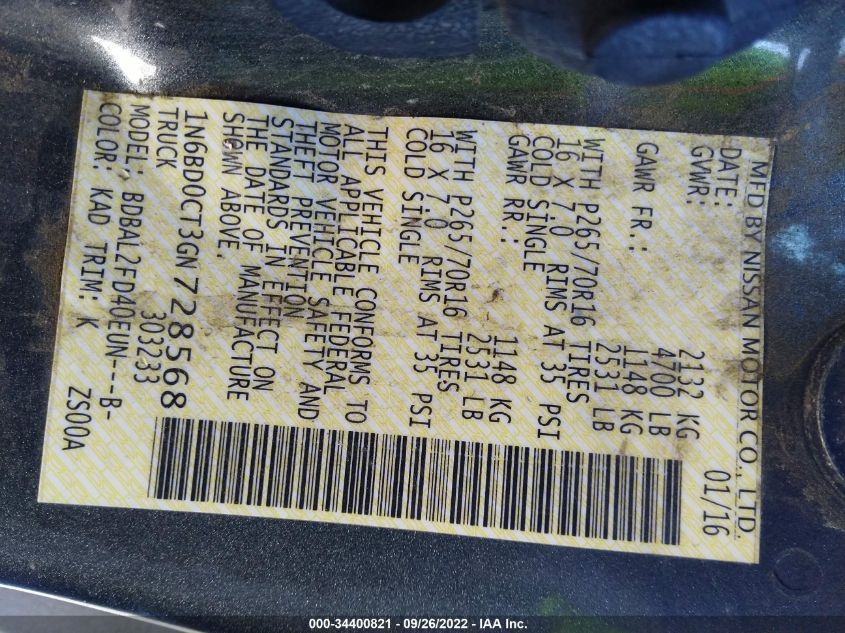 MFD BY NISSAN MOTOR CO., LTD.
DATE: 01/16
GVWR: 2132 KG
4700 LB
GAWR FR.: 1148 KG
2531 LB
WITH P265/70R16 TIRES
16 X 7.0 RIMS AT 35 PSI
COLD SINGLE
GAWR RR.: 1148 KG
2531 LB
WITH P265/70R16 TIRES
16 X 7.0 RIMS AT 35 PSI
COLD SINGLE
THIS VEHICLE CONFORMS TO
ALL APPLICABLE FEDERAL
MOTOR VEHICLE SAFETY AND
THEFT PREVENTION
STANDARDS IN EFFECT ON
THE DATE OF MANUFACTURE
SHOWN ABOVE.
1N6BD0CT3GN728568
TRUCK 303233
MODEL: BDBAL2FD40EUN--B-
COLOR: KAD TRIM: K ZS00A
000-34400821 - 09/26/2022 - IAA Inc.